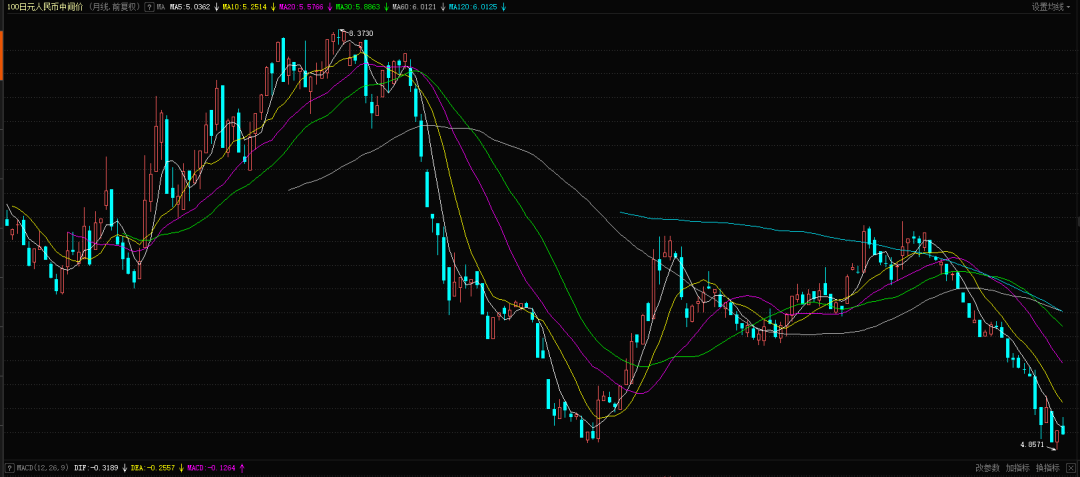 100日元人民币中间价 (月线.前复权) ? MA MA5:5.0362 ↓ MA10:5.2514 ↓ MA20:5.5760 ↓ MA30:5.8863 ↓ MA60:6.0121 ↓ MA120:6.0125 ↓ 设置均线
8.3730
4.8571
? MACD(12,26,9) DIF:-0.3189 ↓ DEA:-0.2557 ↓ MACD:-0.1264 ↑ 改参数 加指标 换指标